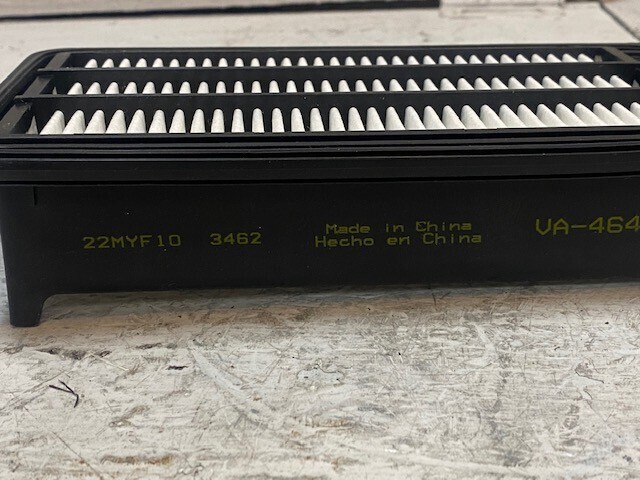 22MYF10 3462
Made in China
Hecho en China
VA-464